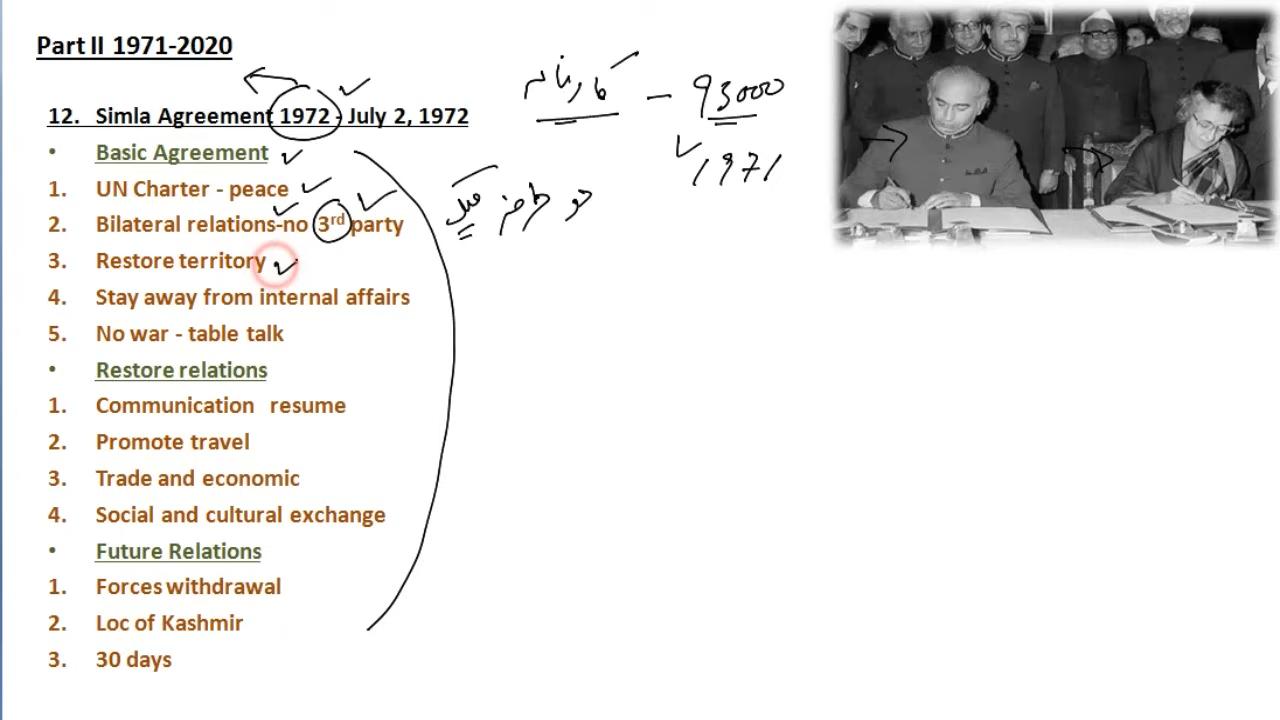 Part II 1971-2020
12. Simla Agreement 1972 - July 2, 1972
• Basic Agreement
1. UN Charter - peace
2. Bilateral relations-no 3rd party
3. Restore territory
4. Stay away from internal affairs
5. No war - table talk
• Restore relations
1. Communication resume
2. Promote travel
3. Trade and economic
4. Social and cultural exchange
• Future Relations
1. Forces withdrawal
2. Loc of Kashmir
3. 30 days
کارنامہ - 93000
1971
دو طرفہ